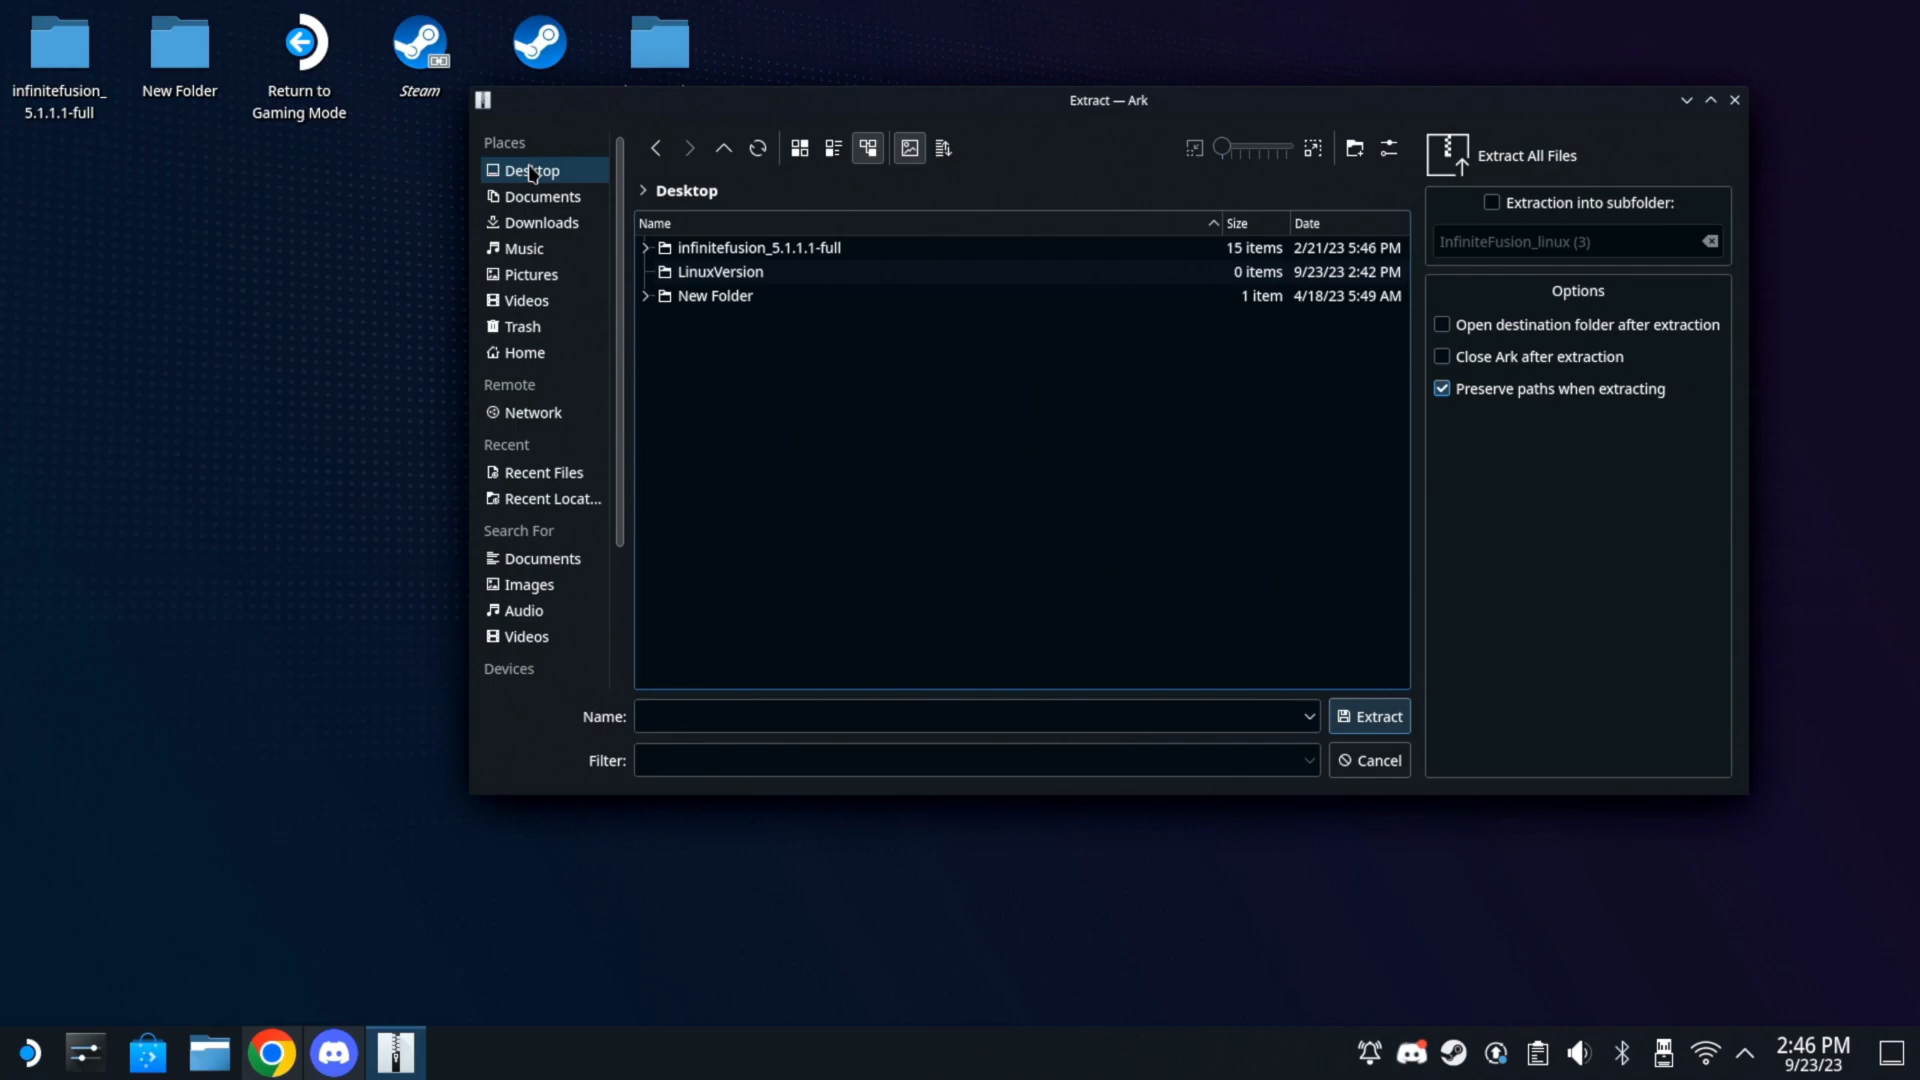 infinitefusion_
5.1.1.1-full
New Folder
Return to
Gaming Mode
Steam
Extract — Ark
Places
Desktop
Documents
Downloads
Music
Pictures
Videos
Trash
Home
Remote
Network
Recent
Recent Files
Recent Locat...
Search For
Documents
Images
Audio
Videos
Devices
Desktop
Name Size Date
infinitefusion_5.1.1.1-full 15 items 2/21/23 5:46 PM
LinuxVersion 0 items 9/23/23 2:42 PM
New Folder 1 item 4/18/23 5:49 AM
Name:
Extract
Filter:
Cancel
Extract All Files
Extraction into subfolder:
InfiniteFusion_linux (3)
Options
Open destination folder after extraction
Close Ark after extraction
Preserve paths when extracting
2:46 PM
9/23/23